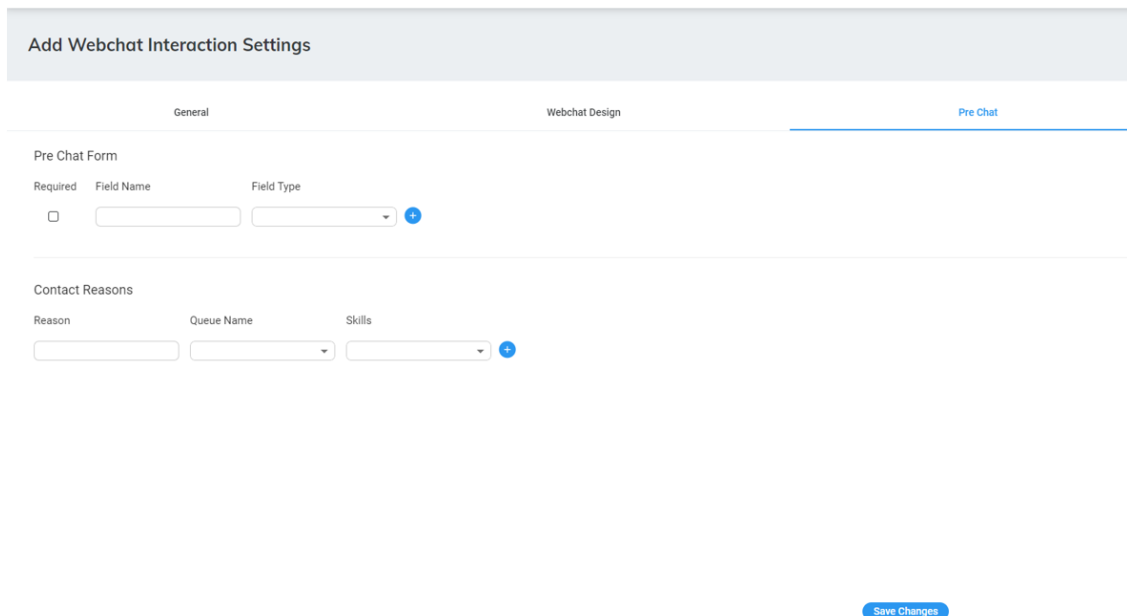 Add Webchat Interaction Settings
General Webchat Design Pre Chat
Pre Chat Form
Required Field Name Field Type
Contact Reasons
Reason Queue Name Skills
Save Changes